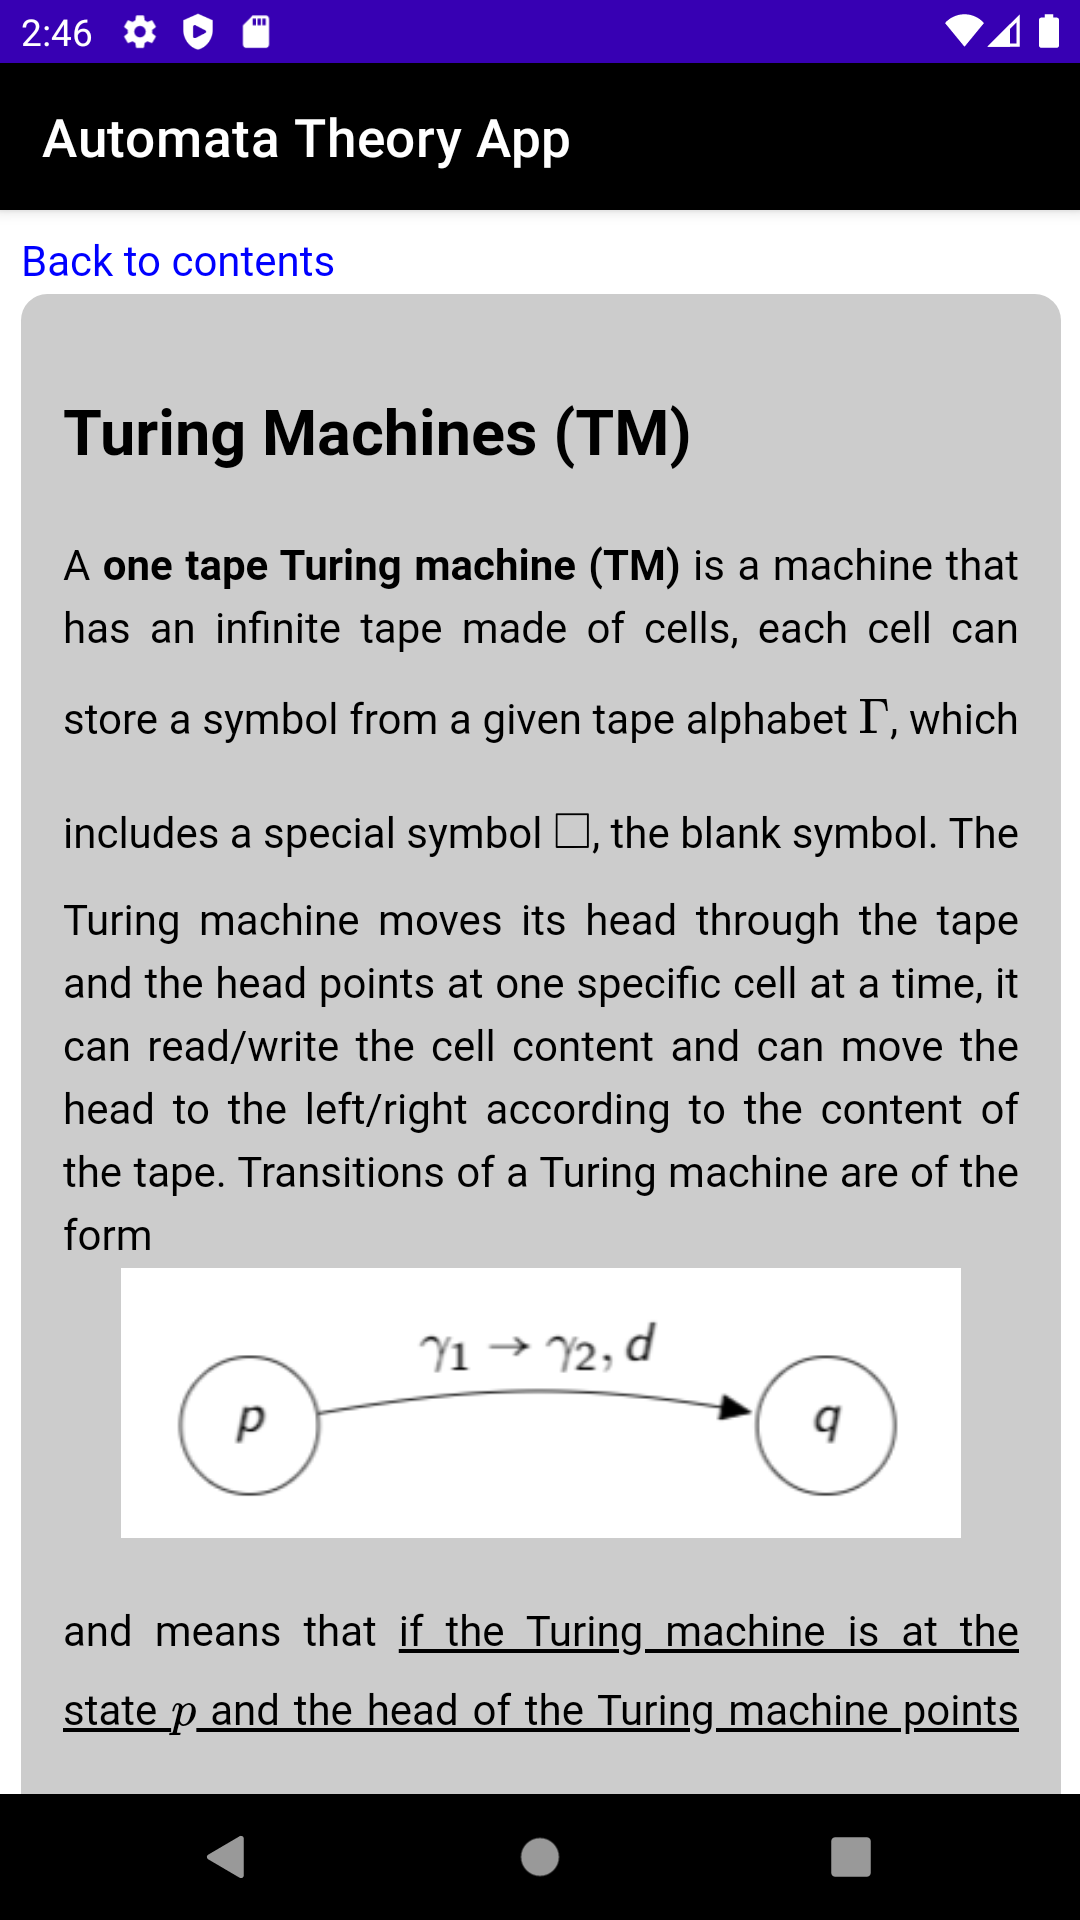 2:46
Automata Theory App
Back to contents
Turing Machines (TM)
A one tape Turing machine (TM) is a machine that
has an infinite tape made of cells, each cell can
store a symbol from a given tape alphabet Γ, which
includes a special symbol □, the blank symbol. The
Turing machine moves its head through the tape
and the head points at one specific cell at a time, it
can read/write the cell content and can move the
head to the left/right according to the content of
the tape. Transitions of a Turing machine are of the
form
γ₁ → γ₂, d
p q
and means that if the Turing machine is at the
state p and the head of the Turing machine points